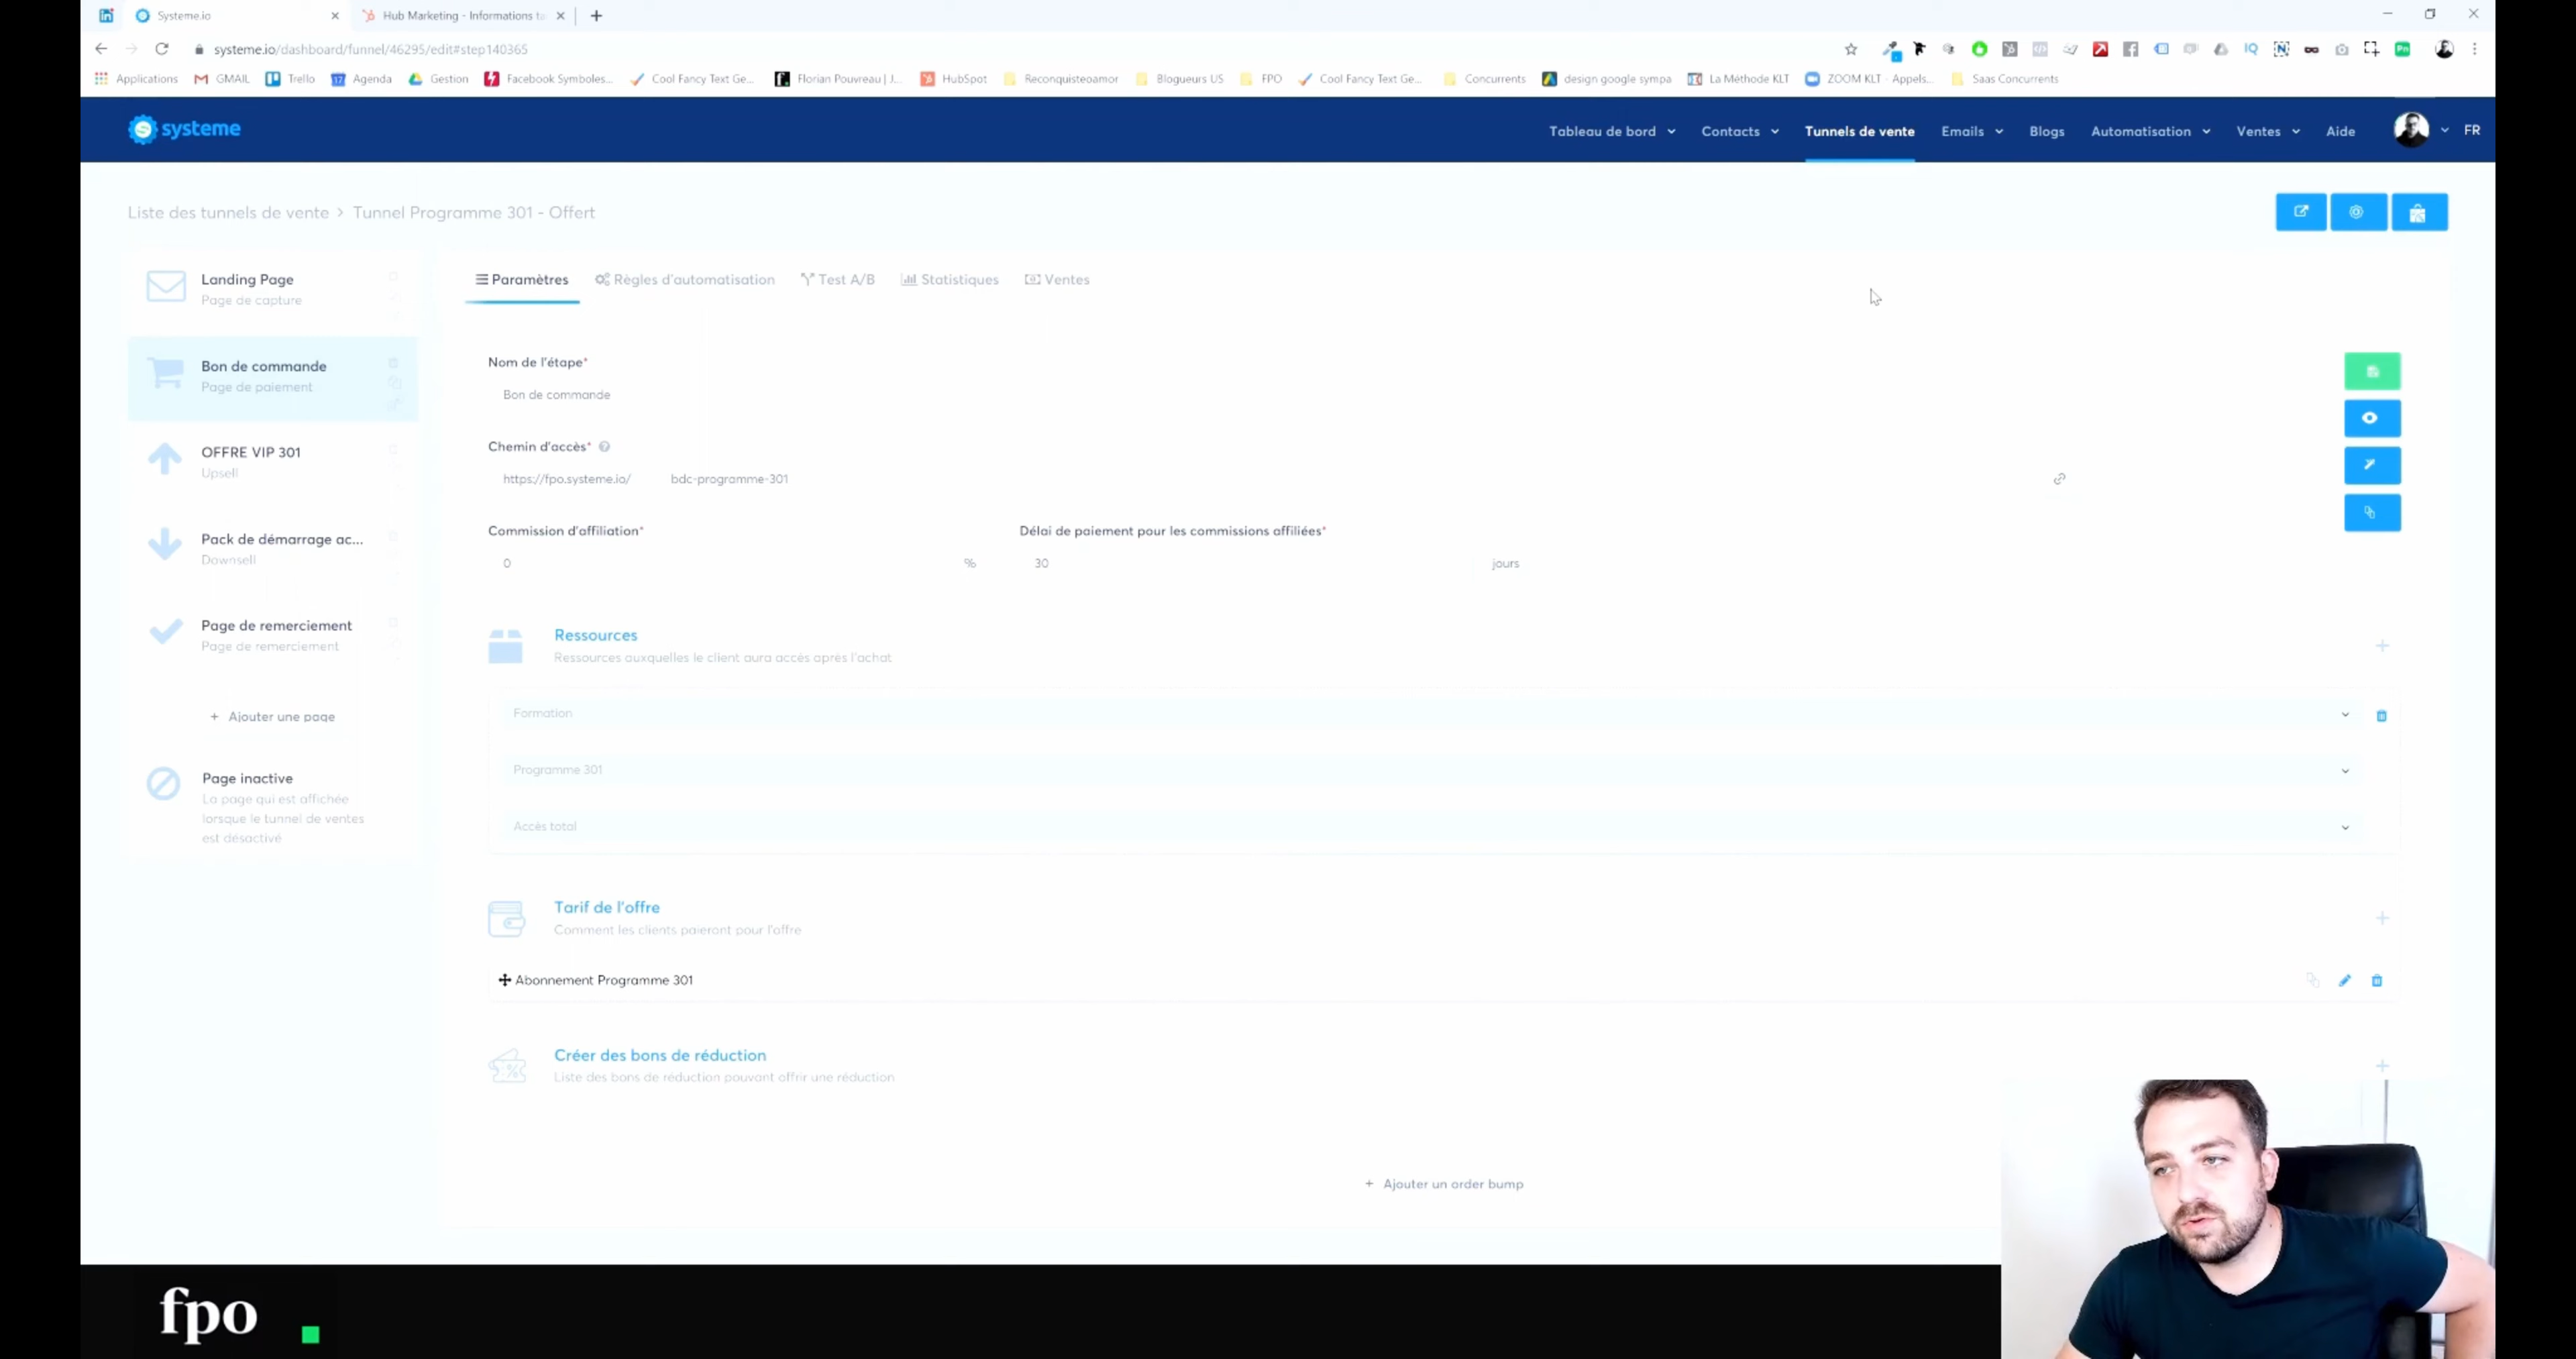 Systeme.io
Hub Marketing - Informations ta
systeme.io/dashboard/funnel/46295/edit#step140365
Applications GMAIL Trello Agenda Gestion Facebook Symboles... Cool Fancy Text Ge... Florian Pouvreau | J... HubSpot Reconquisteoamor Blogueurs US FPO Cool Fancy Text Ge... Concurrents design google sympa La Méthode KLT ZOOM KLT - Appels... Saas Concurrents
systeme
Tableau de bord Contacts Tunnels de vente Emails Blogs Automatisation Ventes Aide FR
Liste des tunnels de vente > Tunnel Programme 301 - Offert
Landing Page
Page de capture
Bon de commande
Page de paiement
OFFRE VIP 301
Upsell
Pack de démarrage ac...
Downsell
Page de remerciement
Page de remerciement
+ Ajouter une page
Page inactive
La page qui est affichée
lorsque le tunnel de ventes
est désactivé
Paramètres Règles d'automatisation Test A/B Statistiques Ventes
Nom de l'étape*
Bon de commande
Chemin d'accès*
https://fpo.systeme.io/ bdc-programme-301
Commission d'affiliation* Délai de paiement pour les commissions affiliées*
0 % 30 jours
Ressources
Ressources auxquelles le client aura accès après l'achat
Formation
Programme 301
Accès total
Tarif de l'offre
Comment les clients paieront pour l'offre
Abonnement Programme 301
Créer des bons de réduction
Liste des bons de réduction pouvant offrir une réduction
+ Ajouter un order bump
fpo